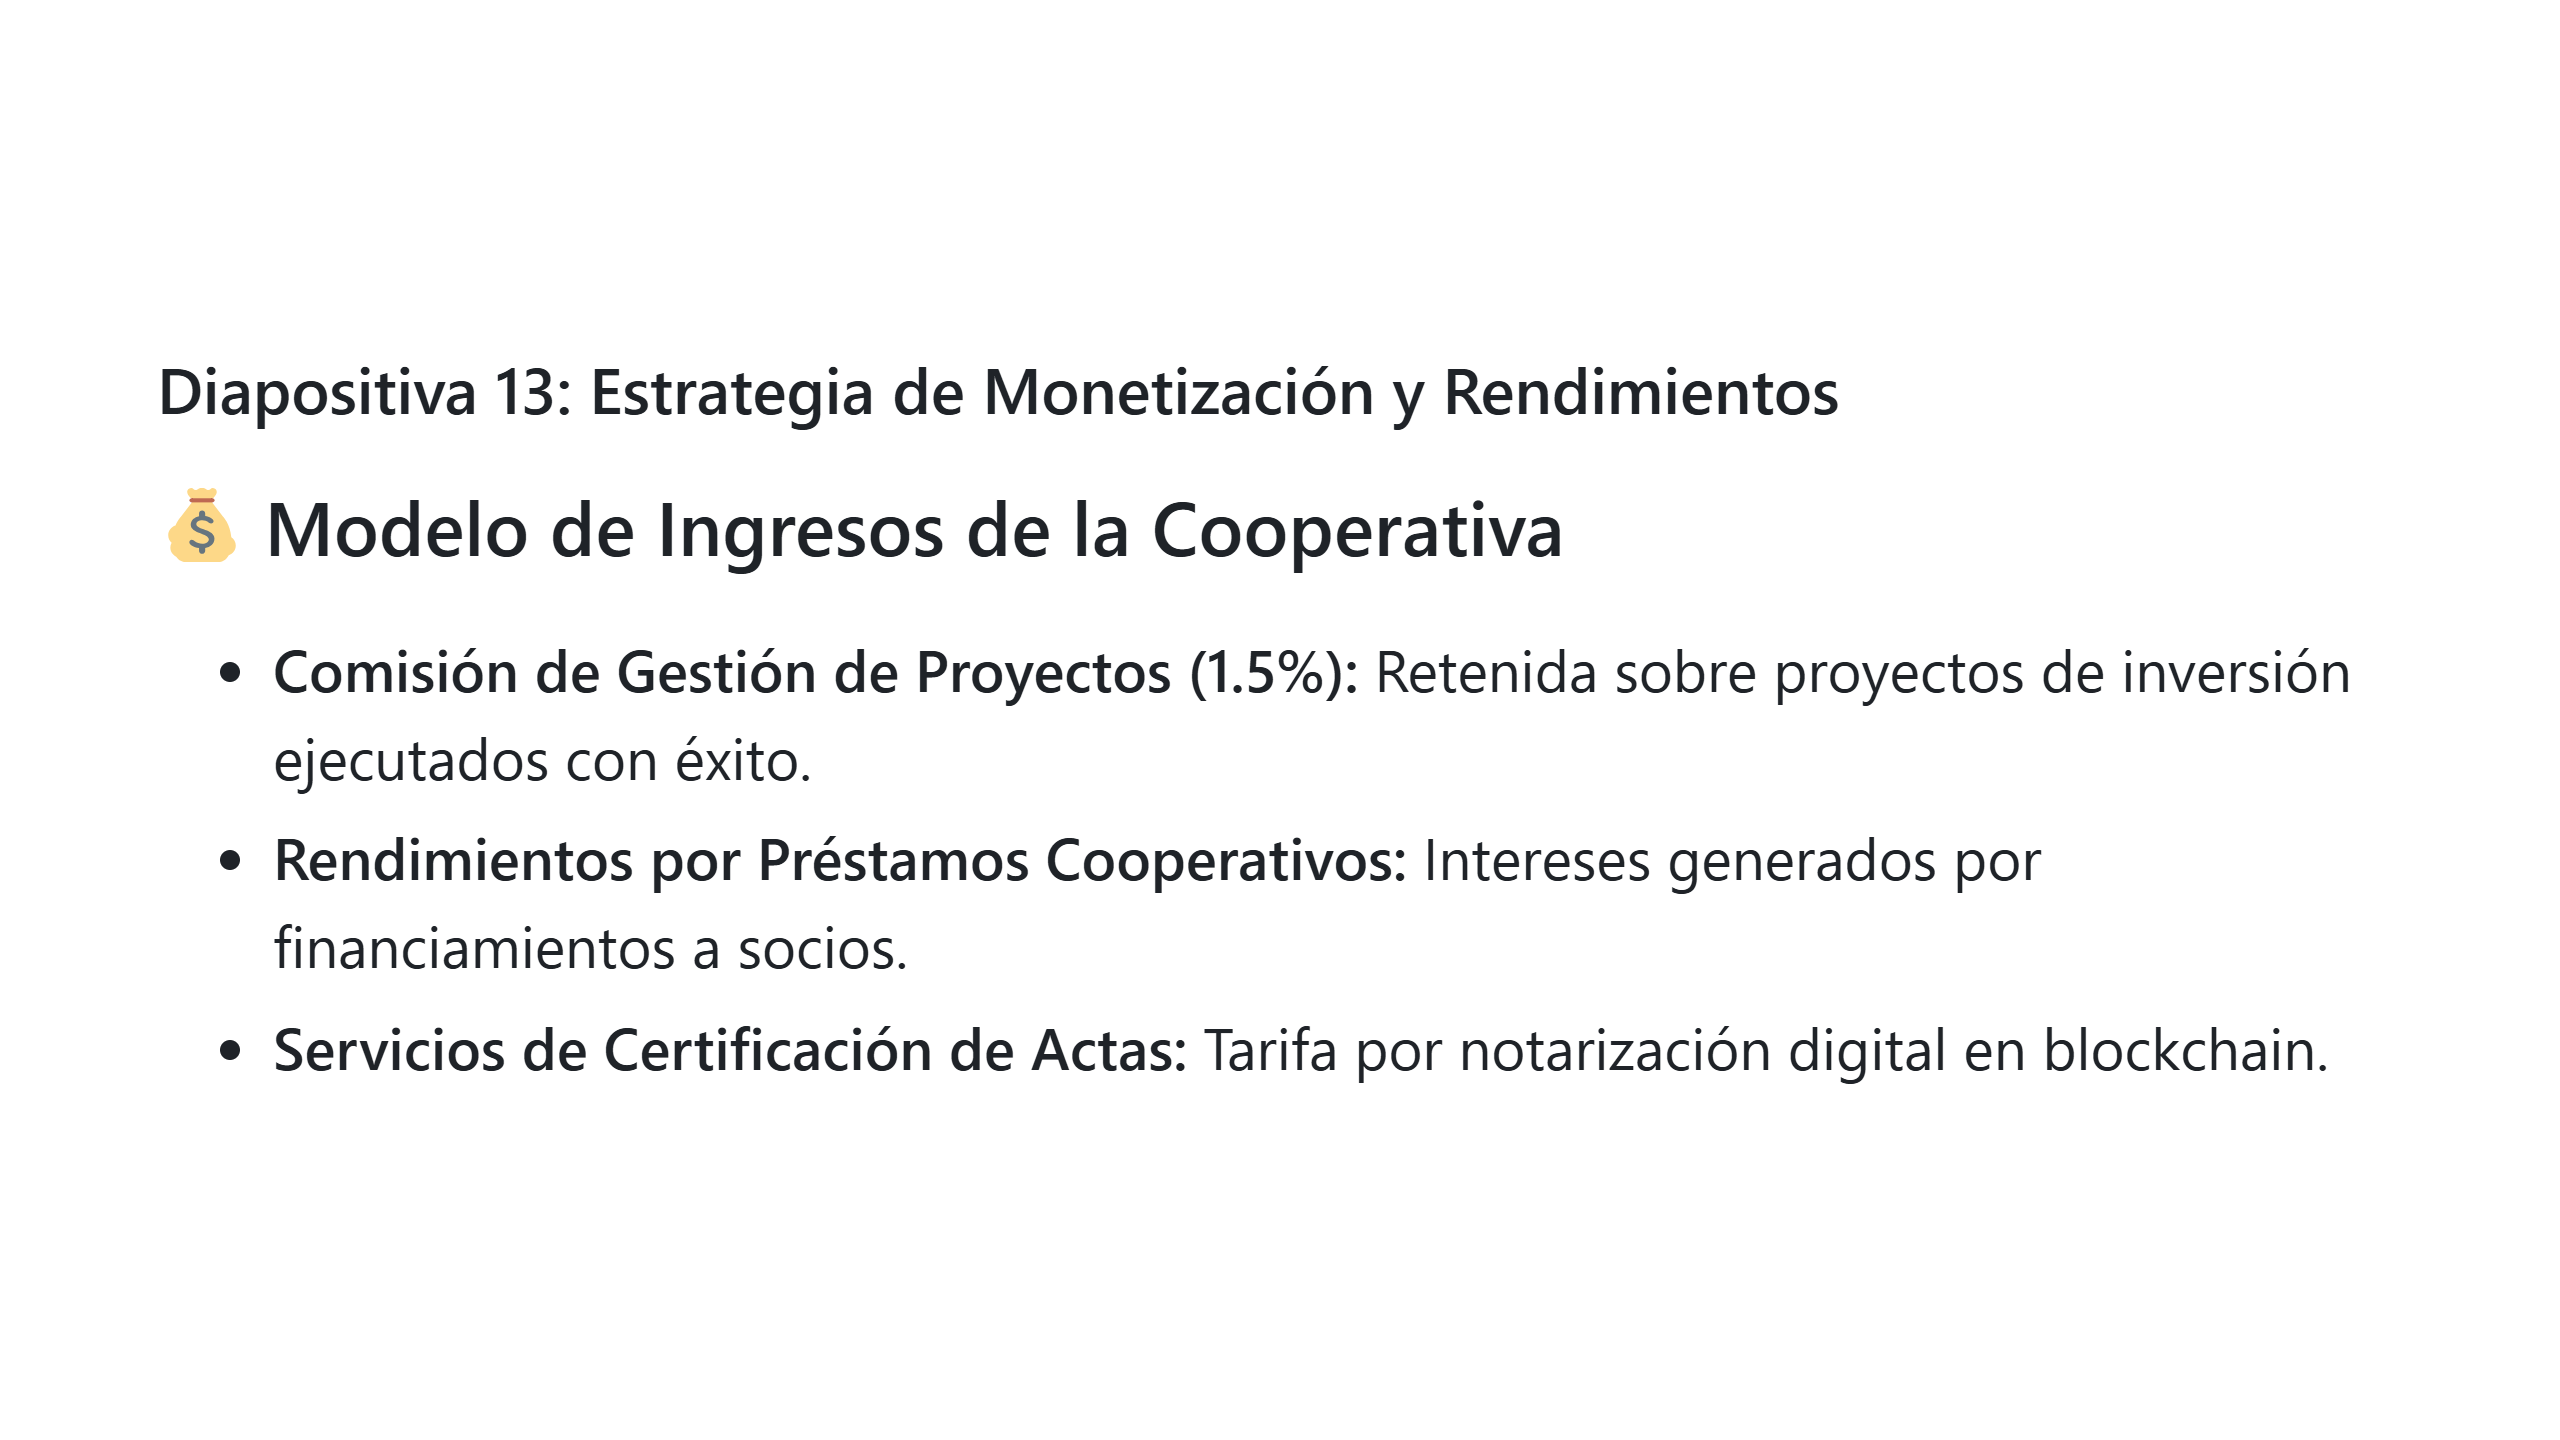 Diapositiva 13: Estrategia de Monetización y Rendimientos
💰 Modelo de Ingresos de la Cooperativa
• Comisión de Gestión de Proyectos (1.5%): Retenida sobre proyectos de inversión
ejecutados con éxito.
• Rendimientos por Préstamos Cooperativos: Intereses generados por
financiamientos a socios.
• Servicios de Certificación de Actas: Tarifa por notarización digital en blockchain.